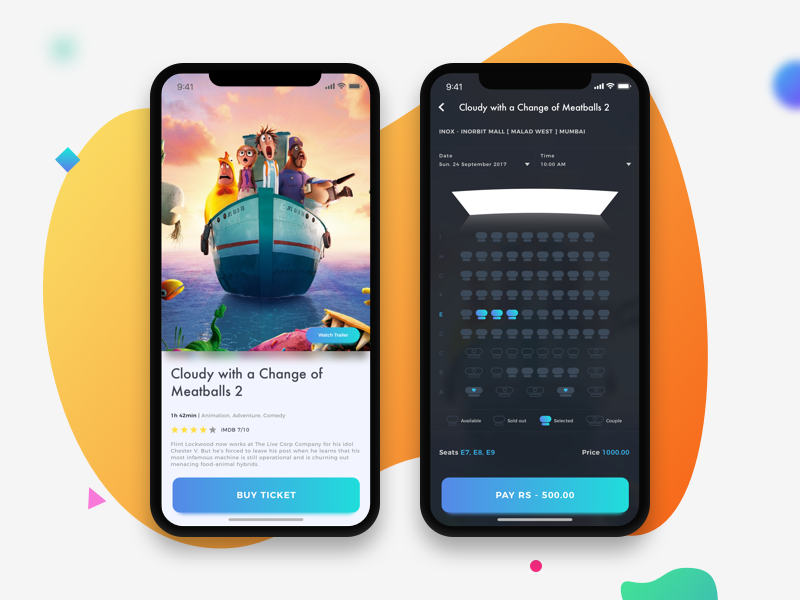 9:41
Watch Trailer
Cloudy with a Change of
Meatballs 2
1h 42min | Animation, Adventure, Comedy
IMDB 7/10
Flint Lockwood now works at The Live Corp Company for his idol
Chester V. But he's forced to leave his post when he learns that his
most infamous machine is still operational and is churning out
menacing food-animal hybrids.
BUY TICKET
9:41
Cloudy with a Change of Meatballs 2
INOX - INORBIT MALL [ MALAD WEST ] MUMBAI
Date
Time
Sun. 24 September 2017
10:00 AM
E
Available
Sold out
Selected
Couple
Seats E7, E8, E9
Price 1000.00
PAY RS - 500.00